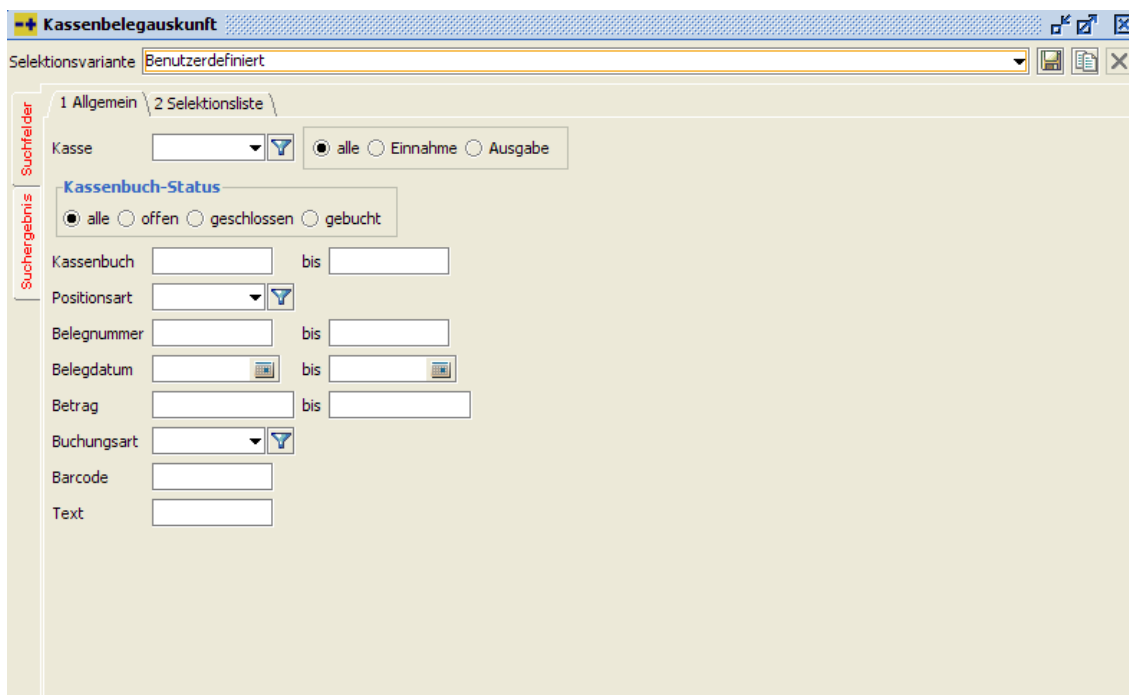 Kassenbelegauskunft
Selektionsvariante Benutzerdefiniert
Suchfelder
Suchergebnis
1 Allgemein 2 Selektionsliste
Kasse alle Einnahme Ausgabe
Kassenbuch-Status
alle offen geschlossen gebucht
Kassenbuch bis
Positionsart
Belegnummer bis
Belegdatum bis
Betrag bis
Buchungsart
Barcode
Text